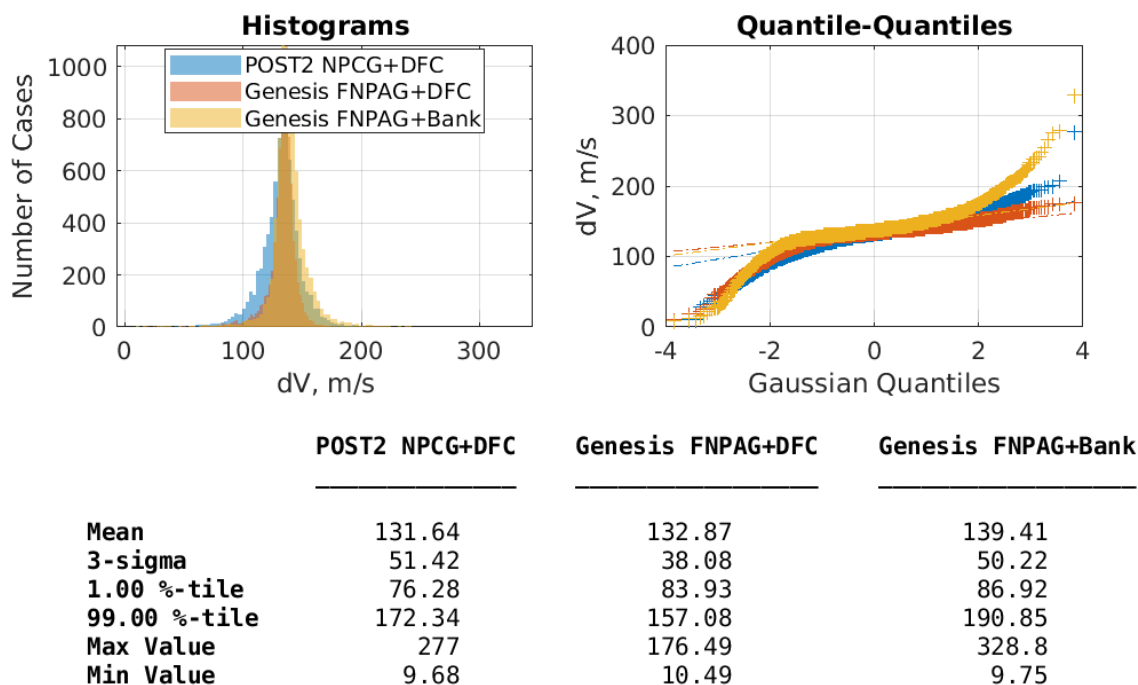 Histograms
POST2 NPCG+DFC
Genesis FNPAG+DFC
Genesis FNPAG+Bank
Number of Cases
1000
800
600
400
200
0
0 100 200 300
dV, m/s
Quantile-Quantiles
dV, m/s
400
300
200
100
0
-4 -2 0 2 4
Gaussian Quantiles
POST2 NPCG+DFC Genesis FNPAG+DFC Genesis FNPAG+Bank
Mean 131.64 132.87 139.41
3-sigma 51.42 38.08 50.22
1.00 %-tile 76.28 83.93 86.92
99.00 %-tile 172.34 157.08 190.85
Max Value 277 176.49 328.8
Min Value 9.68 10.49 9.75